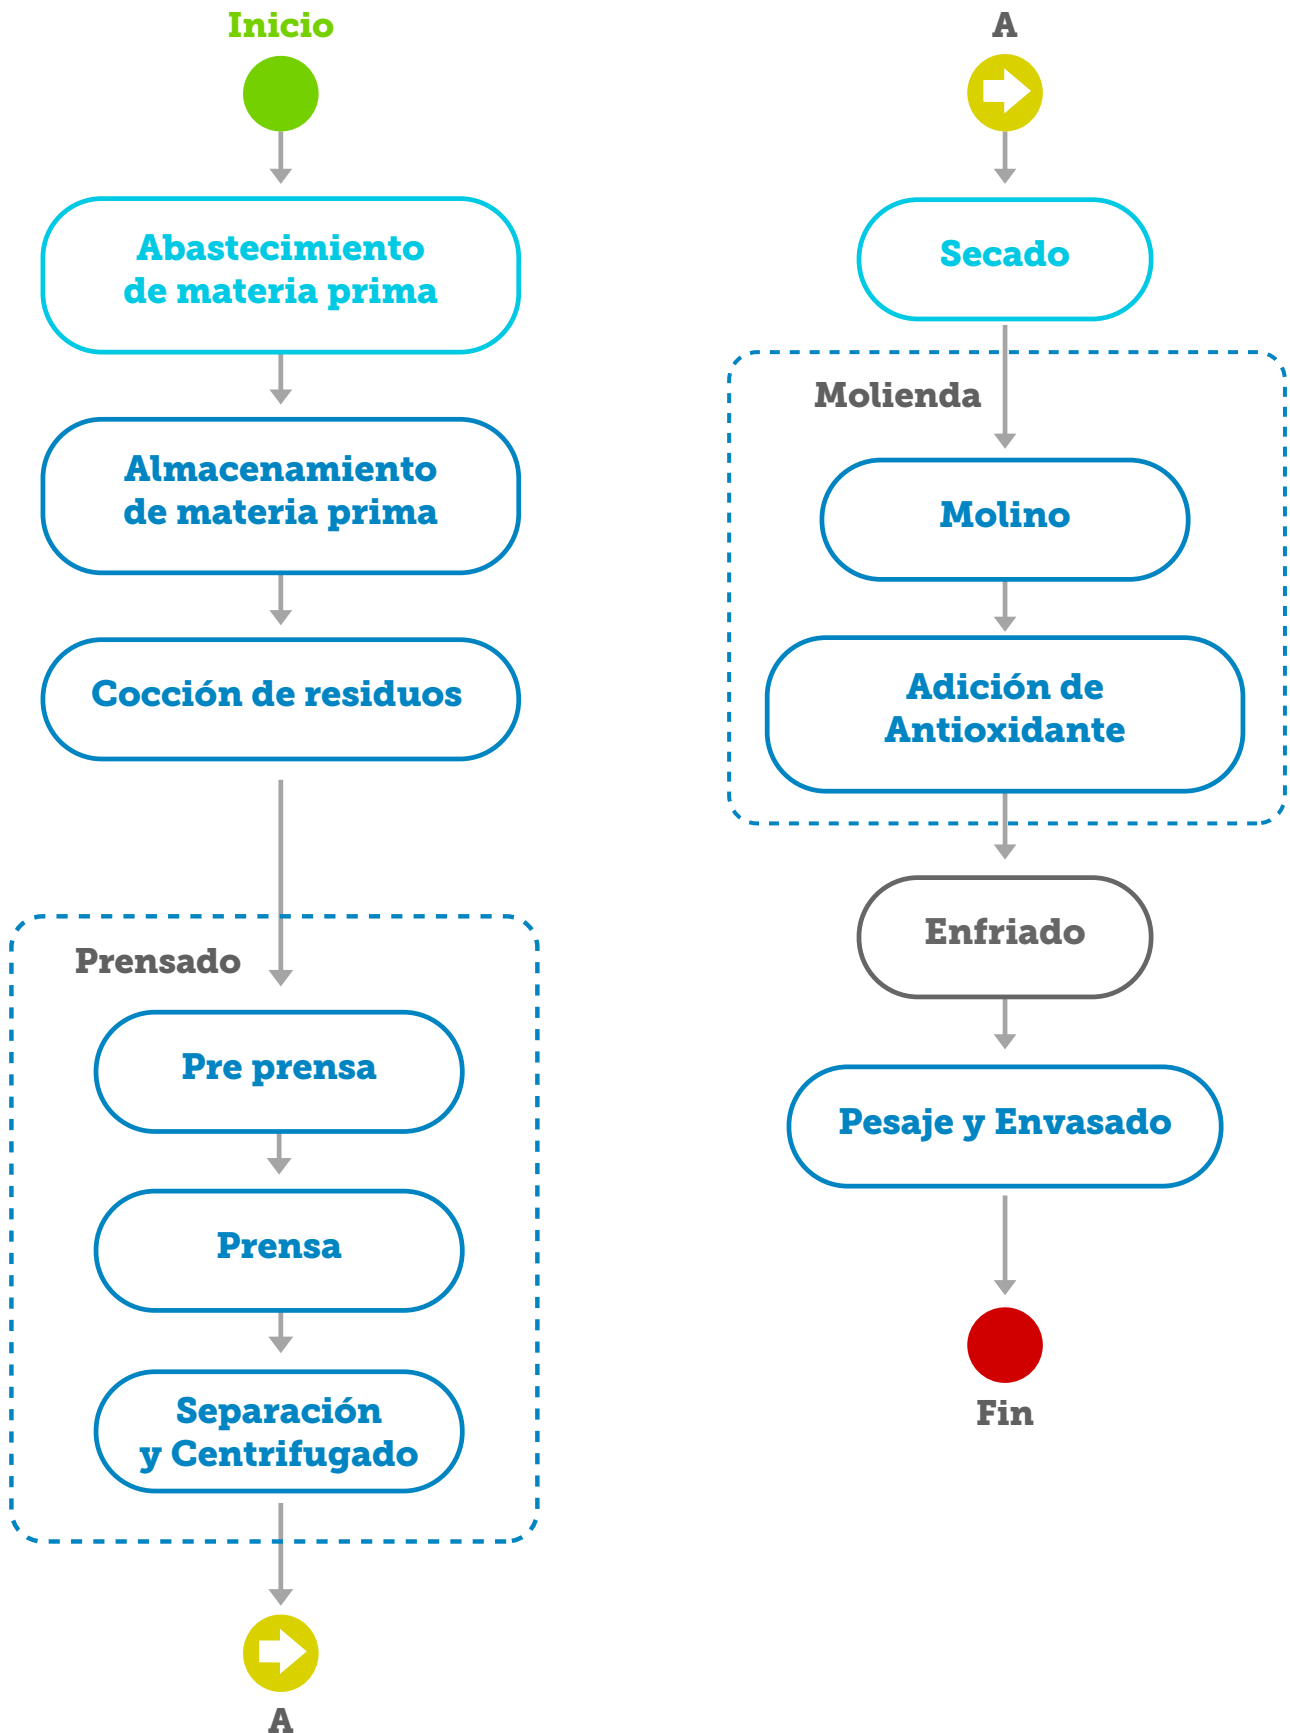 Inicio
Abastecimiento
de materia prima
Almacenamiento
de materia prima
Cocción de residuos
Prensado
Pre prensa
Prensa
Separación
y Centrifugado
A
A
Secado
Molienda
Molino
Adición de
Antioxidante
Enfriado
Pesaje y Envasado
Fin